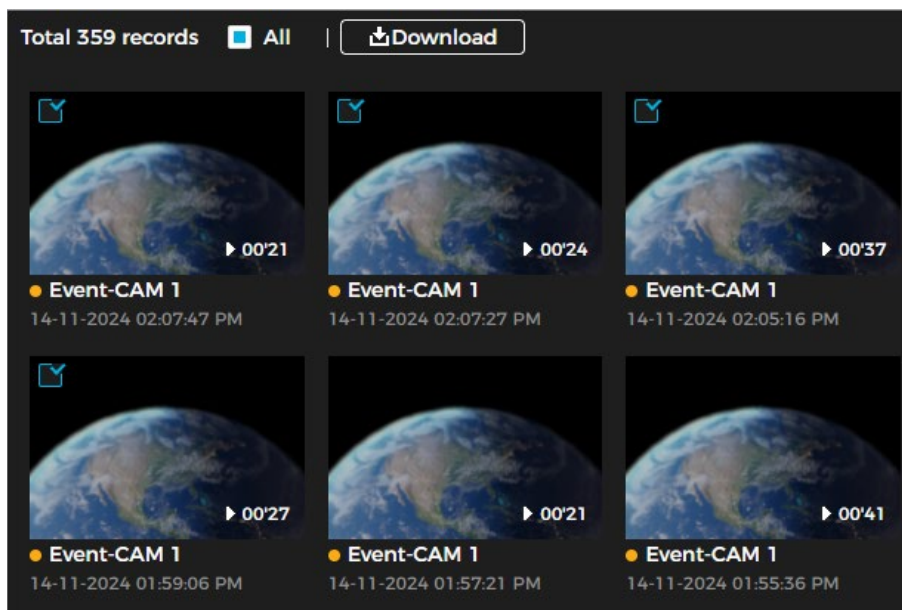 Total 359 records All | Download
00'21 00'24 00'37
Event-CAM 1 Event-CAM 1 Event-CAM 1
14-11-2024 02:07:47 PM 14-11-2024 02:07:27 PM 14-11-2024 02:05:16 PM
00'27 00'21 00'41
Event-CAM 1 Event-CAM 1 Event-CAM 1
14-11-2024 01:59:06 PM 14-11-2024 01:57:21 PM 14-11-2024 01:55:36 PM